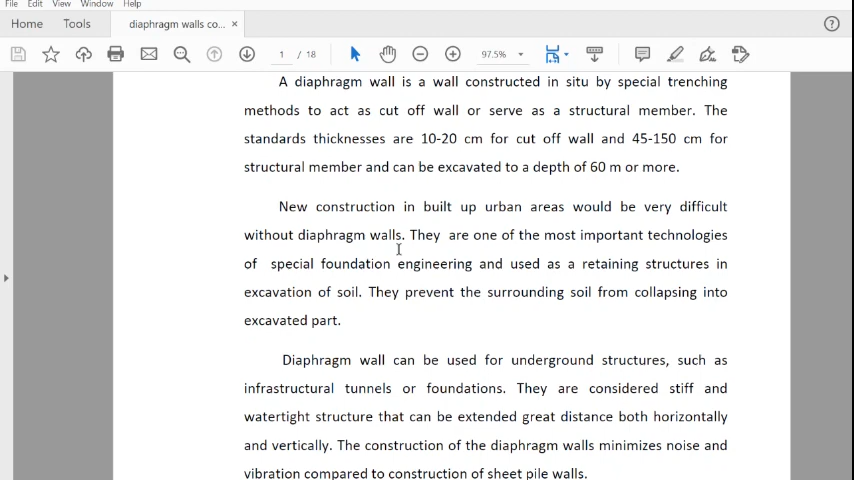 File Edit View Window Help
Home Tools diaphragm walls co... ×
1 / 18 97.5%
A diaphragm wall is a wall constructed in situ by special trenching
methods to act as cut off wall or serve as a structural member. The
standards thicknesses are 10-20 cm for cut off wall and 45-150 cm for
structural member and can be excavated to a depth of 60 m or more.
New construction in built up urban areas would be very difficult
without diaphragm walls. They are one of the most important technologies
of special foundation engineering and used as a retaining structures in
excavation of soil. They prevent the surrounding soil from collapsing into
excavated part.
Diaphragm wall can be used for underground structures, such as
infrastructural tunnels or foundations. They are considered stiff and
watertight structure that can be extended great distance both horizontally
and vertically. The construction of the diaphragm walls minimizes noise and
vibration compared to construction of sheet pile walls.